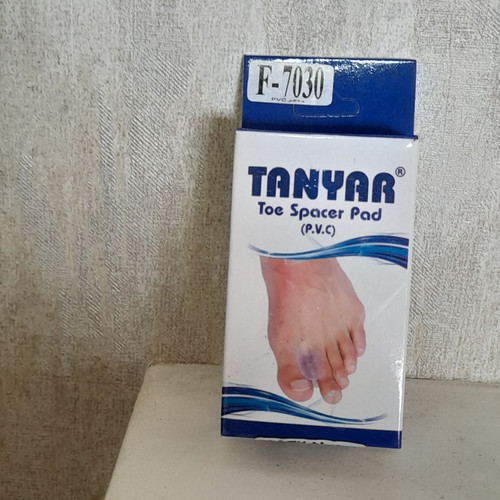 F-7030
TANYAR®
Toe Spacer Pad
(P.V.C)